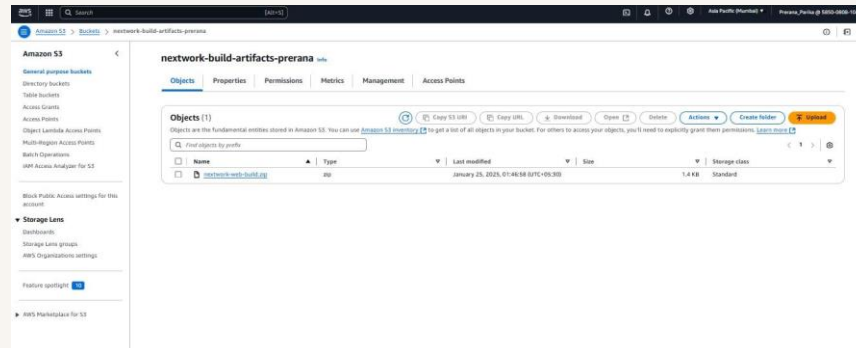 aws
Search
[Alt+S]
Asia Pacific (Mumbai)
Amazon S3 > Buckets > nextwork-build-artifacts-prerana
Amazon S3
General purpose buckets
Directory buckets
Table buckets
Access Grants
Access Points
Object Lambda Access Points
Multi-Region Access Points
Batch Operations
IAM Access Analyzer for S3
Block Public Access settings for this
account
Storage Lens
Dashboards
Storage Lens groups
AWS Organizations settings
Feature spotlight 10
AWS Marketplace for S3
nextwork-build-artifacts-prerana Info
Objects Properties Permissions Metrics Management Access Points
Objects (1)
Copy S3 URI Copy URL Download Open Delete Actions Create folder Upload
Objects are the fundamental entities stored in Amazon S3. You can use Amazon S3 inventory to get a list of all objects in your bucket. For others to access your objects, you'll need to explicitly grant them permissions. Learn more
Find objects by prefix
1
Name Type Last modified Size Storage class
nextwork-web-build.zip zip January 25, 2025, 01:46:58 (UTC+05:30) 1.4 KB Standard